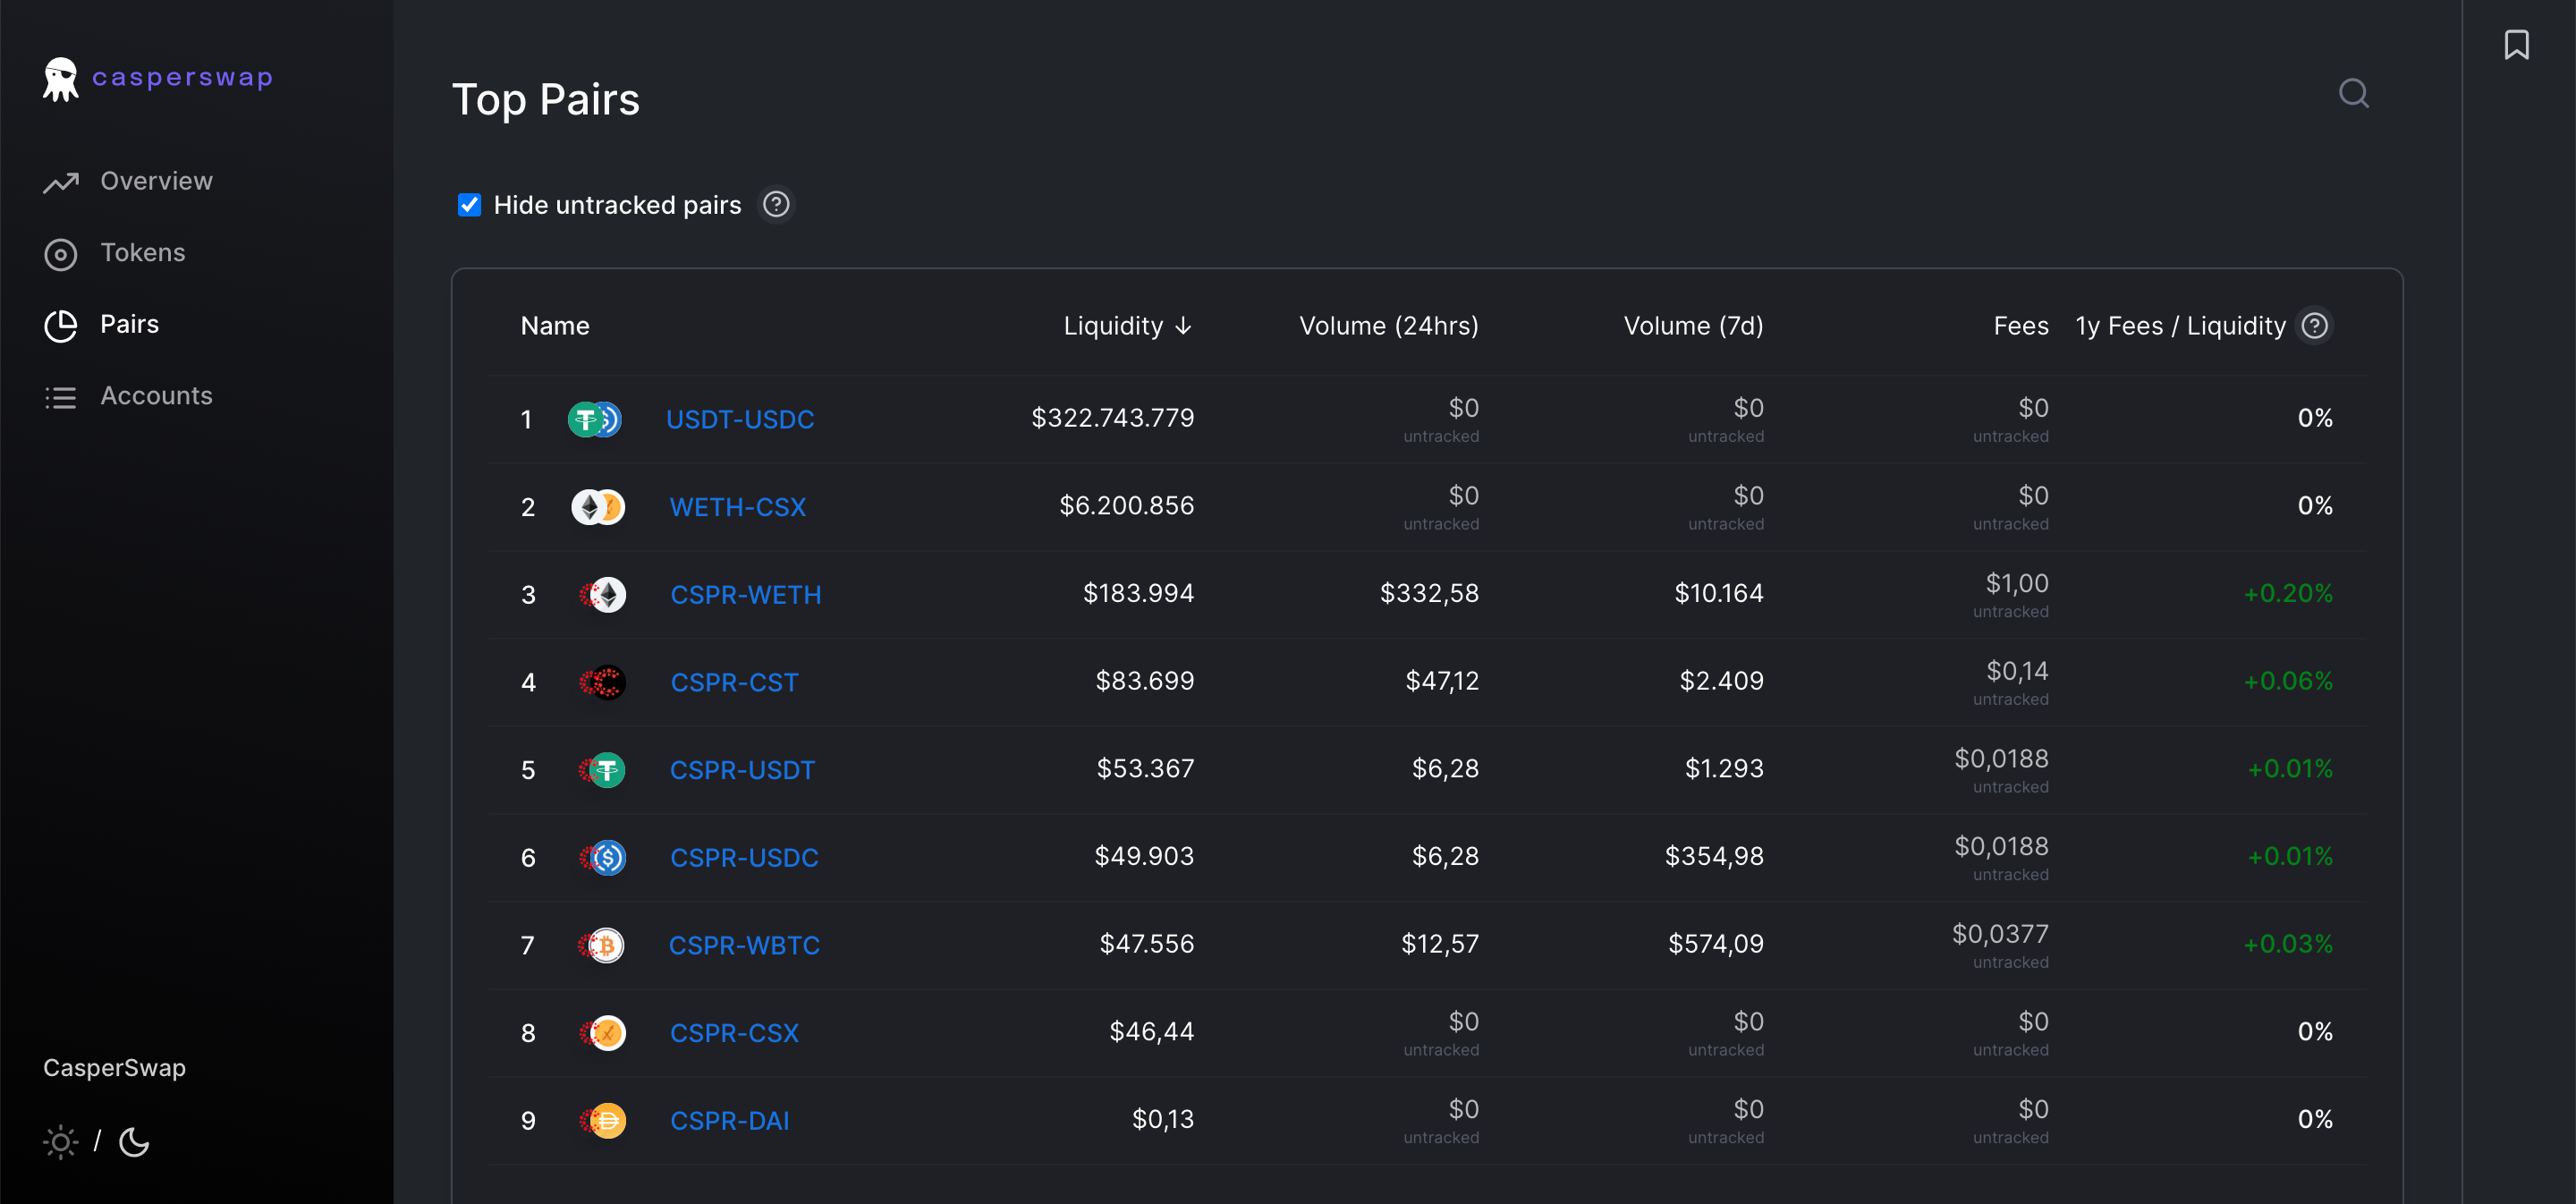 casperswap
Overview
Tokens
Pairs
Accounts
CasperSwap
/
Top Pairs
Hide untracked pairs ?
Name Liquidity ↓ Volume (24hrs) Volume (7d) Fees 1y Fees / Liquidity ?
1 USDT-USDC $322.743.779 $0 $0 $0 0%
untracked untracked untracked
2 WETH-CSX $6.200.856 $0 $0 $0 0%
untracked untracked untracked
3 CSPR-WETH $183.994 $332,58 $10.164 $1,00 +0.20%
untracked
4 CSPR-CST $83.699 $47,12 $2.409 $0,14 +0.06%
untracked
5 CSPR-USDT $53.367 $6,28 $1.293 $0,0188 +0.01%
untracked
6 CSPR-USDC $49.903 $6,28 $354,98 $0,0188 +0.01%
untracked
7 CSPR-WBTC $47.556 $12,57 $574,09 $0,0377 +0.03%
untracked
8 CSPR-CSX $46,44 $0 $0 $0 0%
untracked untracked untracked
9 CSPR-DAI $0,13 $0 $0 $0 0%
untracked untracked untracked